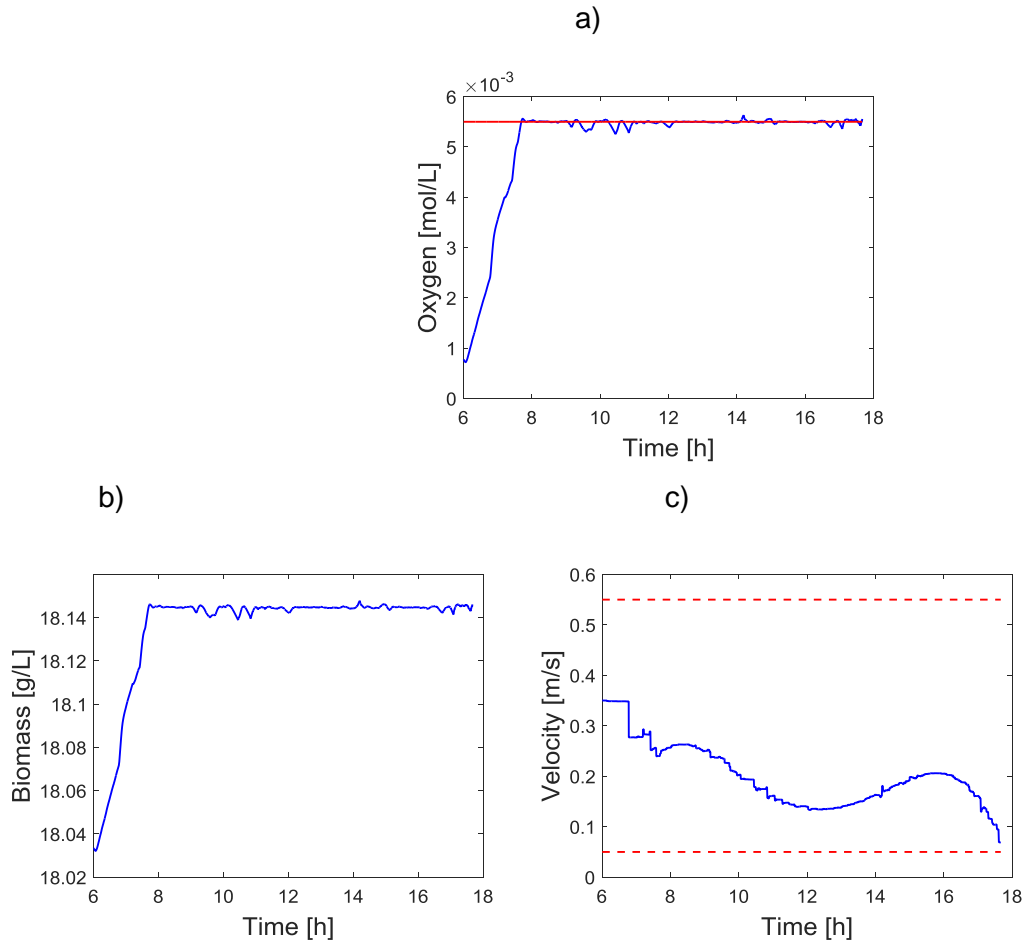 a)
×10⁻³
6
5
4
3
2
1
0
Oxygen [mol/L]
6 8 10 12 14 16 18
Time [h]
b)
18.14
18.12
18.1
18.08
18.06
18.04
18.02
Biomass [g/L]
6 8 10 12 14 16 18
Time [h]
c)
0.6
0.5
0.4
0.3
0.2
0.1
0
Velocity [m/s]
6 8 10 12 14 16 18
Time [h]